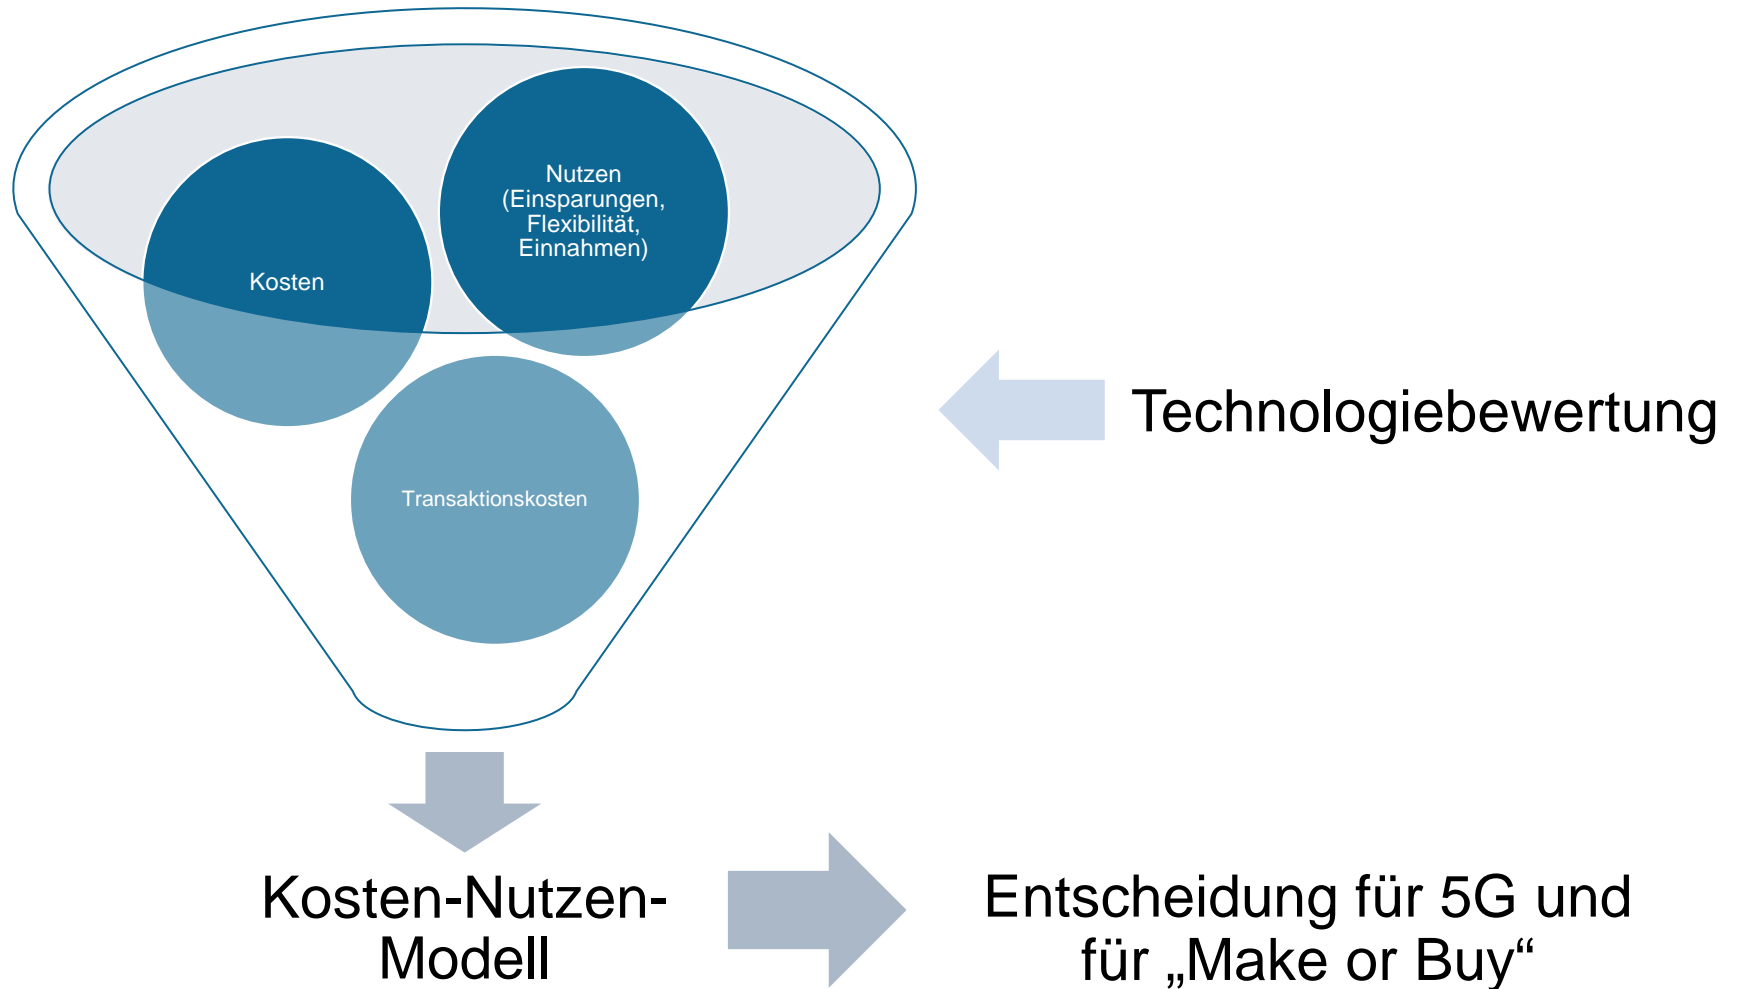 Nutzen
(Einsparungen,
Flexibilität,
Einnahmen)
Kosten
Transaktionskosten
Technologiebewertung
Kosten-Nutzen-
Modell
Entscheidung für 5G und
für „Make or Buy“